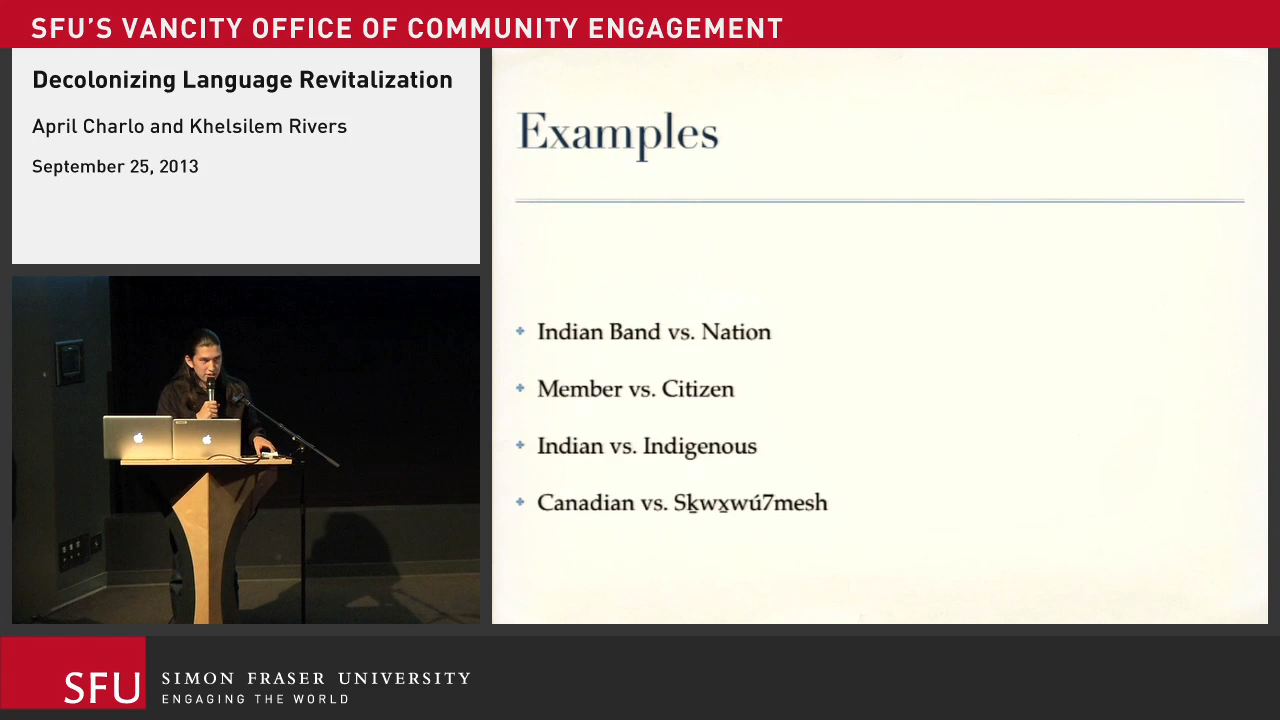 SFU'S VANCITY OFFICE OF COMMUNITY ENGAGEMENT
Decolonizing Language Revitalization
April Charlo and Khelsilem Rivers
September 25, 2013
Examples
Indian Band vs. Nation
Member vs. Citizen
Indian vs. Indigenous
Canadian vs. Sḵwx̱wú7mesh
SFU
SIMON FRASER UNIVERSITY
ENGAGING THE WORLD